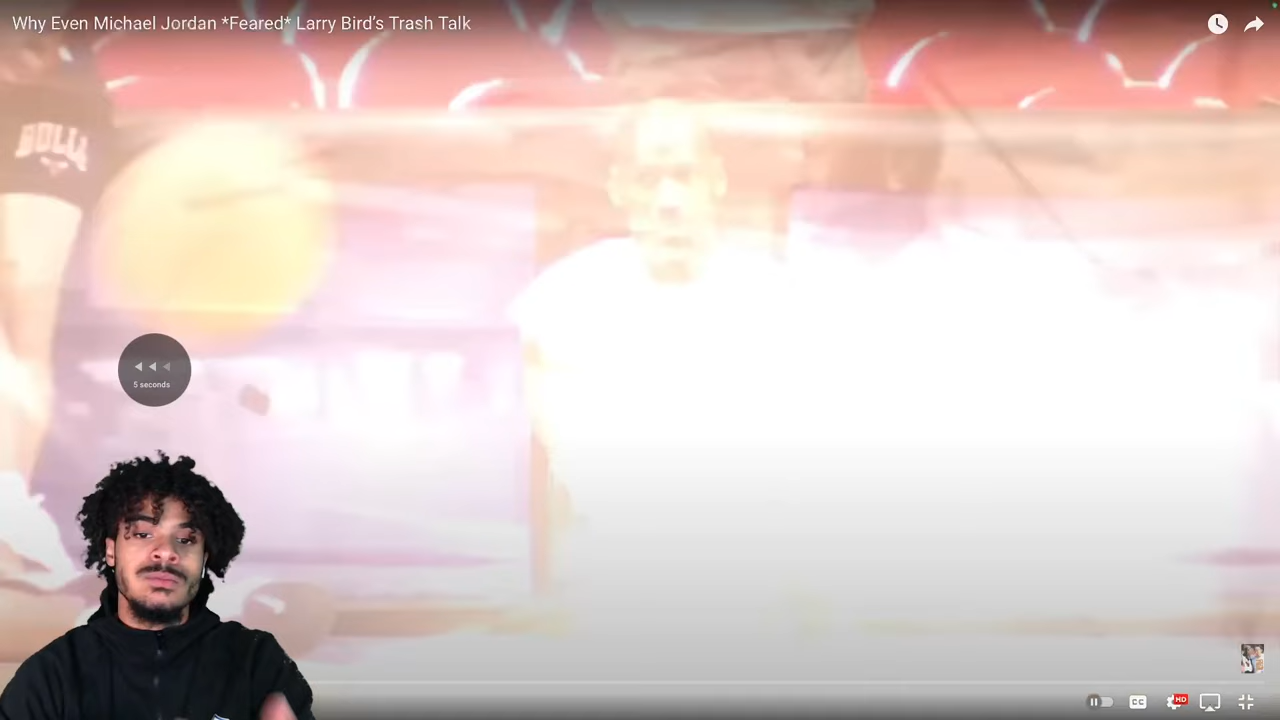 Why Even Michael Jordan *Feared* Larry Bird’s Trash Talk
BULLS
5 seconds
CC
HD